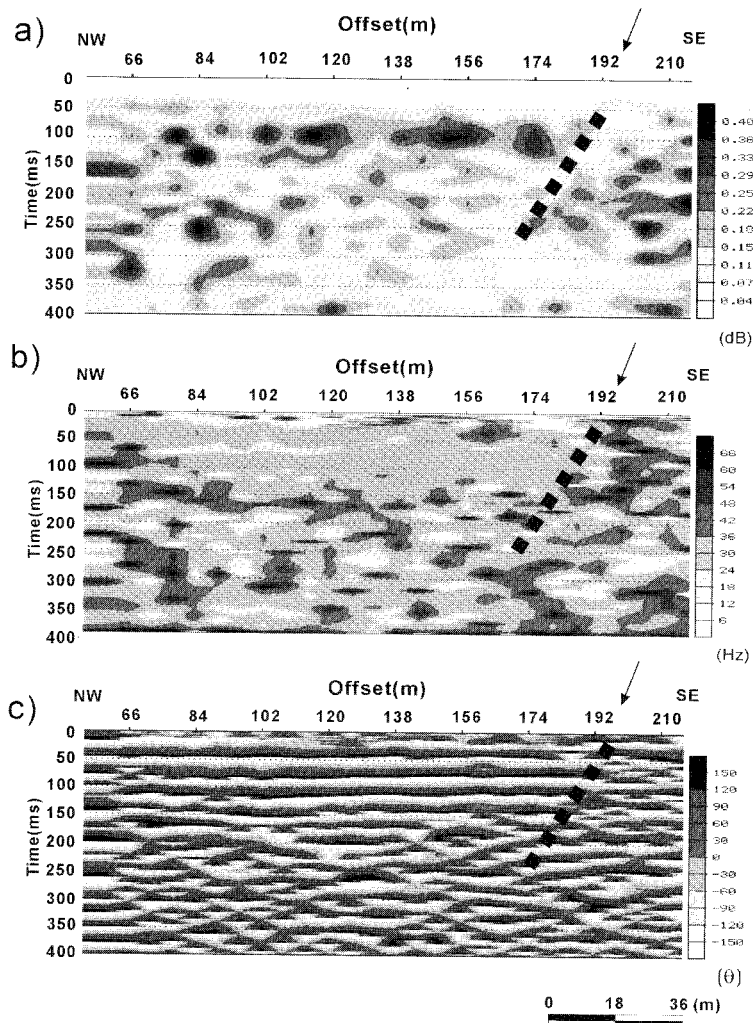 a)
Offset(m)
NW
SE
66 84 102 120 138 156 174 192 210
Time(ms)
0
50
100
150
200
250
300
350
400
0.40
0.38
0.33
0.29
0.25
0.22
0.18
0.15
0.11
0.07
0.04
(dB)
b)
Offset(m)
NW
SE
66 84 102 120 138 156 174 192 210
Time(ms)
0
50
100
150
200
250
300
350
400
66
60
54
48
42
36
30
24
18
12
6
(Hz)
c)
Offset(m)
NW
SE
66 84 102 120 138 156 174 192 210
Time(ms)
0
50
100
150
200
250
300
350
400
150
120
90
60
30
0
-30
-60
-90
-120
-150
(θ)
0 18 36 (m)